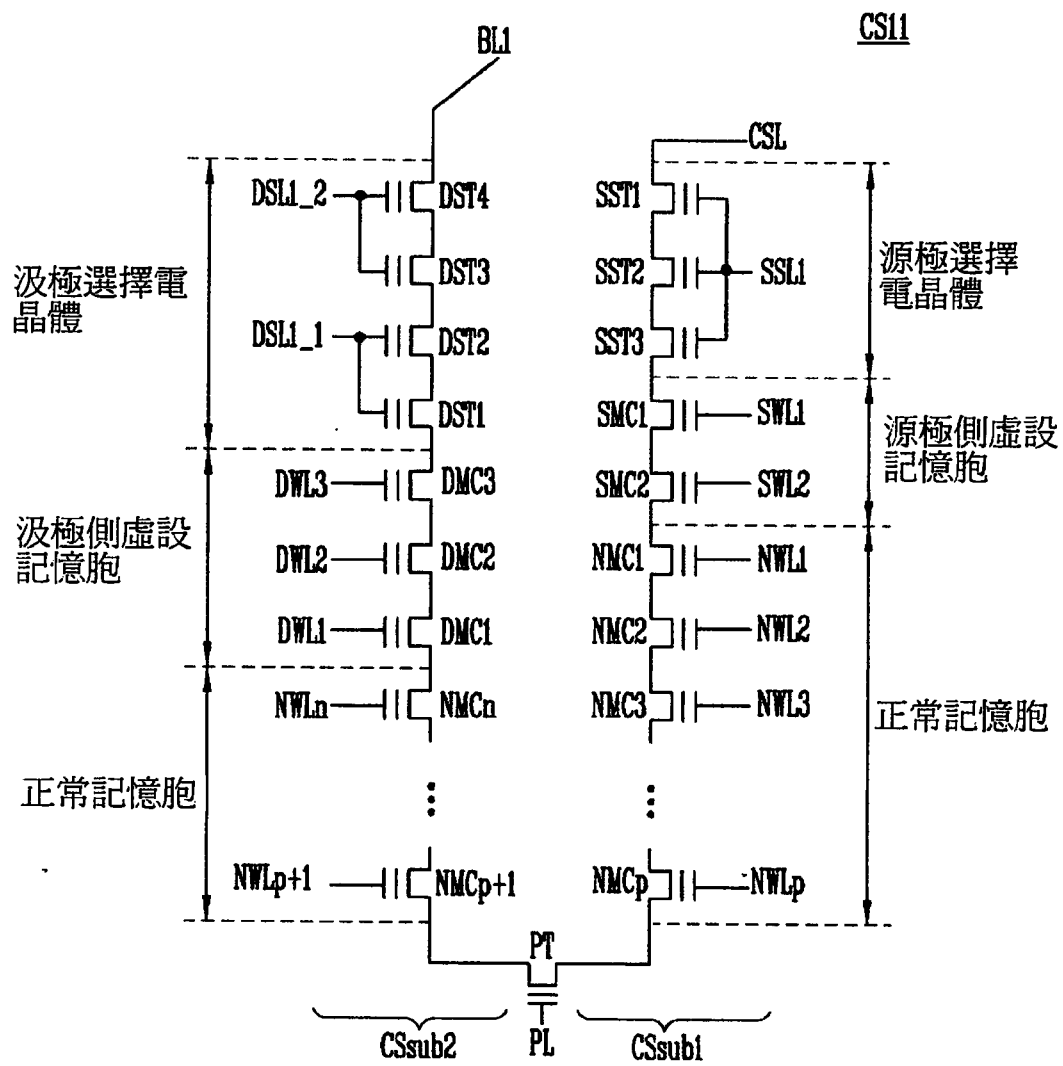 CS11
BL1
CSL
DSL1_2
DST4
DST3
DSL1_1
DST2
DST1
汲極選擇電
晶體
DWL3
DMC3
DWL2
DMC2
DWL1
DMC1
汲極側虛設
記憶胞
NWLn
NMCn
正常記憶胞
NWLp+1
NMCp+1
SST1
SST2
SSL1
SST3
源極選擇
電晶體
SMC1
SWL1
SMC2
SWL2
源極側虛設
記憶胞
NMC1
NWL1
NMC2
NWL2
NMC3
NWL3
正常記憶胞
NMCp
NWLp
PT
PL
CSsub2
CSsub1